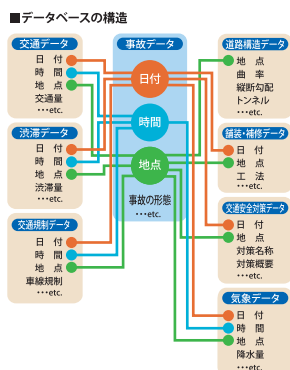 ■データベースの構造
交通データ
日　付
時　間
地　点
交通量
･･･etc.
渋滞データ
日　付
時　間
地　点
渋滞量
･･･etc.
交通規制データ
日　付
時　間
地　点
車線規制
･･･etc.
事故データ
日付
時間
地点
事故の形態
･･･etc.
道路構造データ
地　点
曲　率
縦断勾配
トンネル
･･･etc.
舗装・補修データ
日　付
地　点
工　法
･･･etc.
交通安全対策データ
日　付
地　点
対策名称
対策概要
･･･etc.
気象データ
日　付
時　間
地　点
降水量
･･･etc.